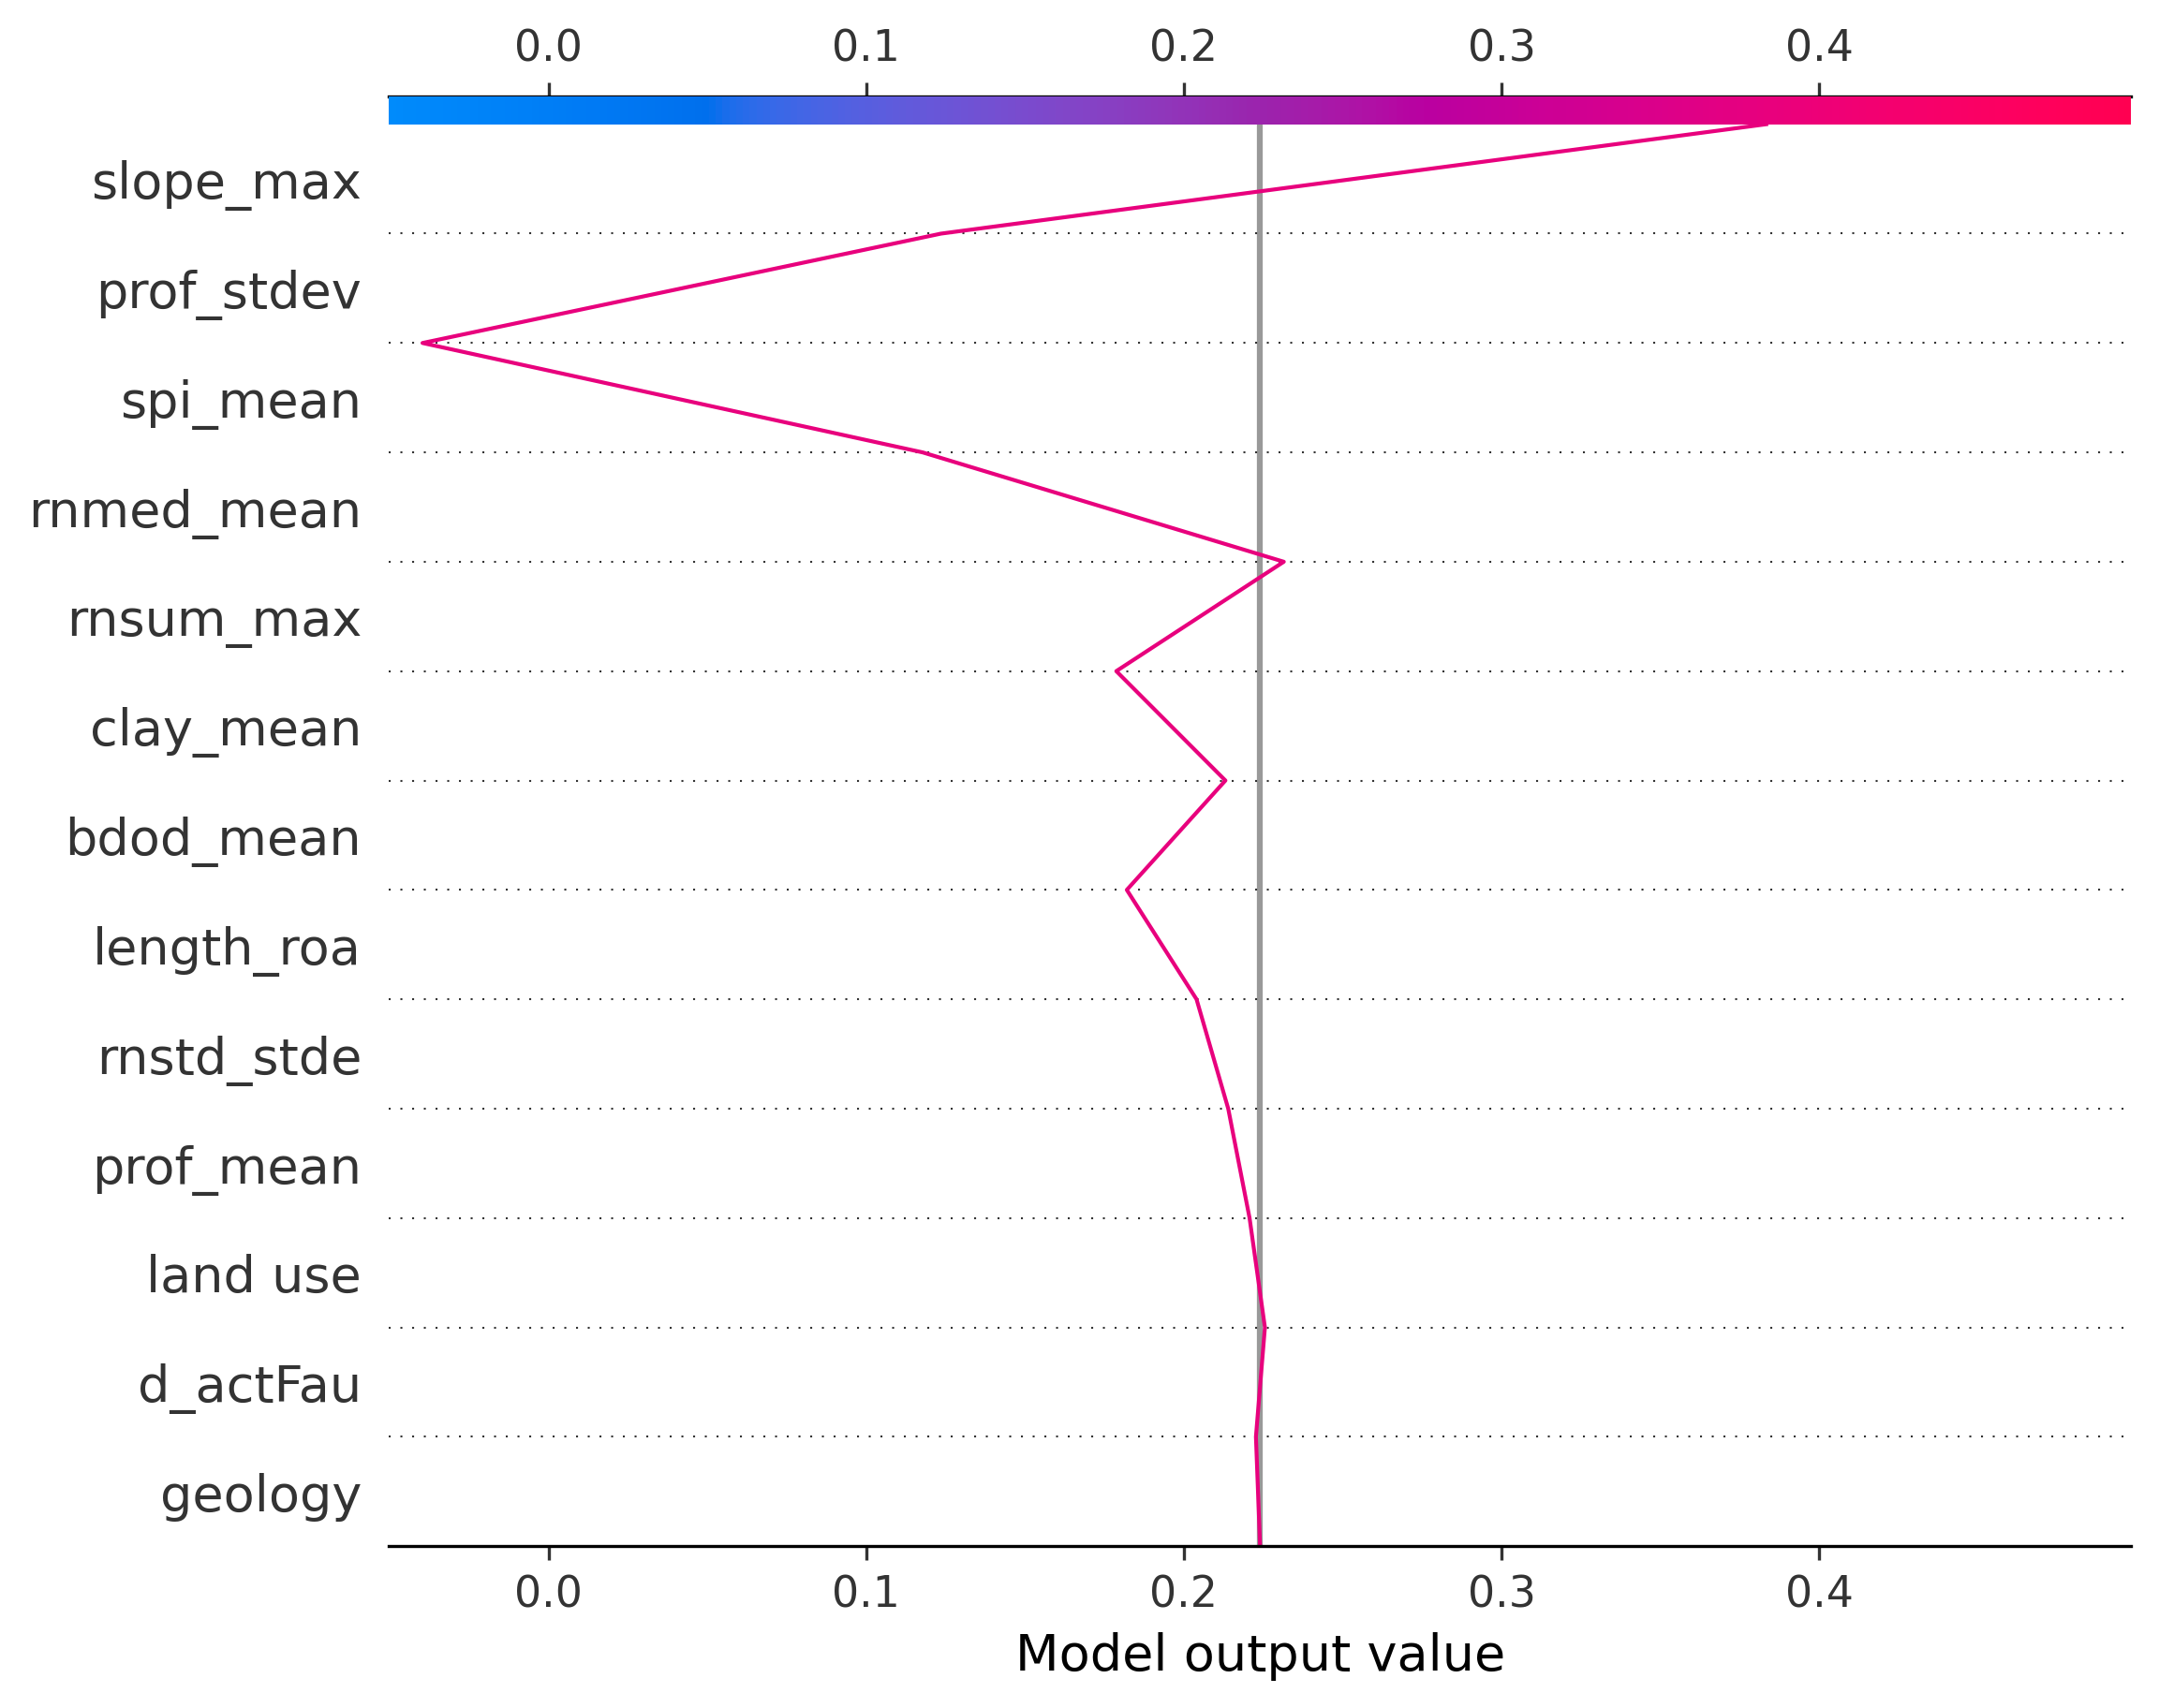 0.0 0.1 0.2 0.3 0.4
slope_max
prof_stdev
spi_mean
rnmed_mean
rnsum_max
clay_mean
bdod_mean
length_roa
rnstd_stde
prof_mean
land use
d_actFau
geology
0.0 0.1 0.2 0.3 0.4
Model output value